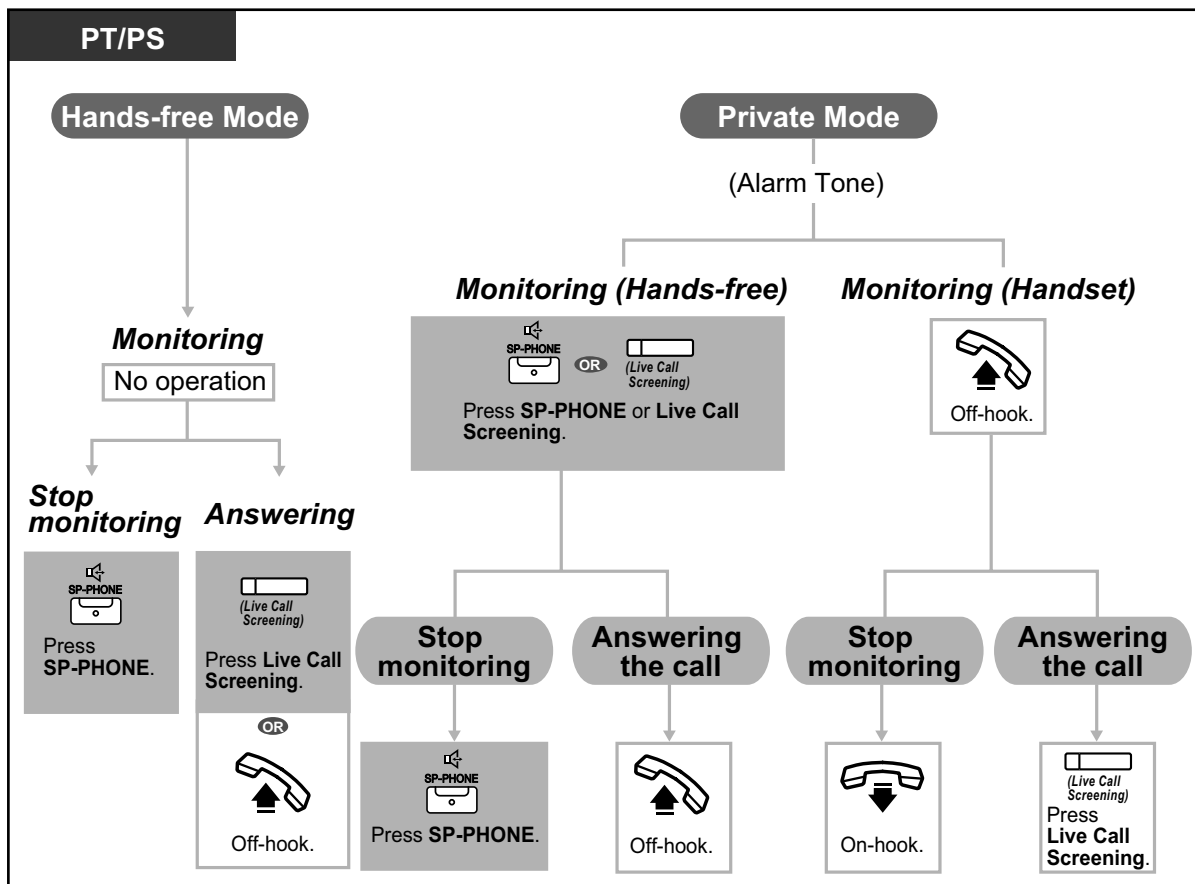 PT/PS
Hands-free Mode
Private Mode
(Alarm Tone)
Monitoring (Hands-free)
Monitoring (Handset)
Monitoring
No operation
SP-PHONE
OR
(Live Call
Screening)
Press SP-PHONE or Live Call
Screening.
Off-hook.
Stop
monitoring
Answering
SP-PHONE
Press
SP-PHONE.
(Live Call
Screening)
Press Live Call
Screening.
OR
Off-hook.
Stop
monitoring
Answering
the call
Stop
monitoring
Answering
the call
SP-PHONE
Press SP-PHONE.
Off-hook.
On-hook.
(Live Call
Screening)
Press
Live Call
Screening.